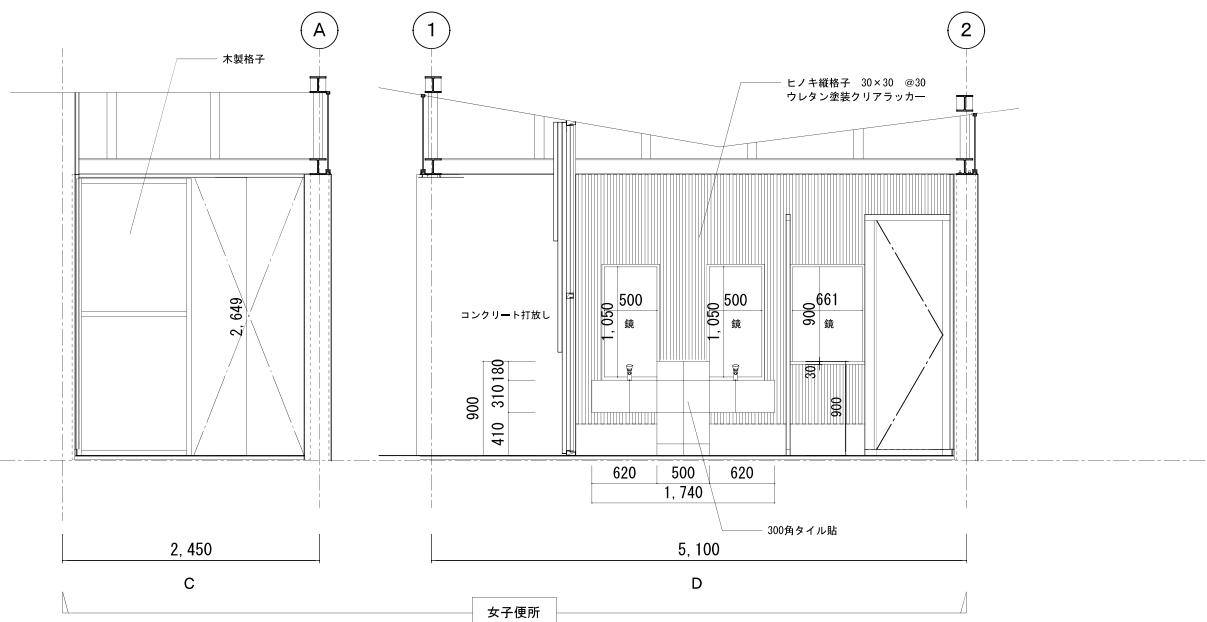 A
1
2
木製格子
ヒノキ縦格子 30×30 @30
ウレタン塗装クリアラッカー
2,649
コンクリート打放し
1,050
500
鏡
1,050
500
鏡
900
661
鏡
30
900
900
180
310
410
620
500
620
1,740
300角タイル貼
2,450
5,100
C
D
女子便所